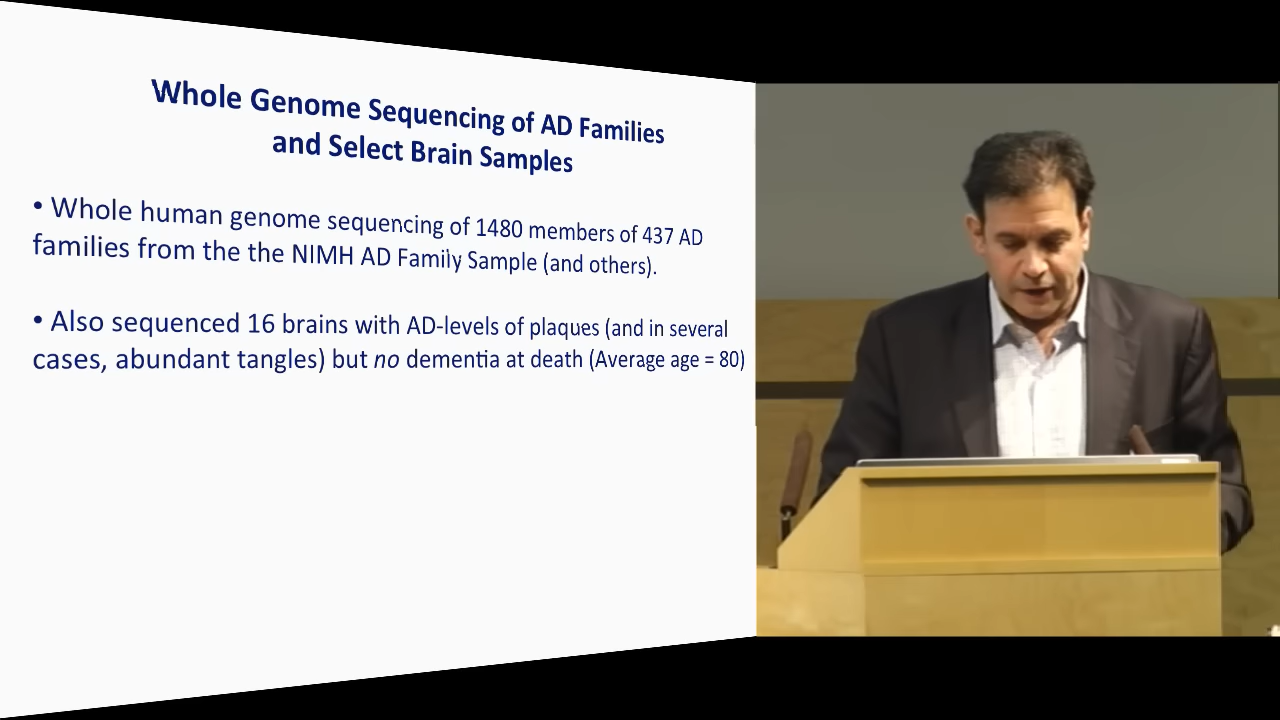 Whole Genome Sequencing of AD Families
and Select Brain Samples
• Whole human genome sequencing of 1480 members of 437 AD
families from the the NIMH AD Family Sample (and others).
• Also sequenced 16 brains with AD-levels of plaques (and in several
cases, abundant tangles) but no dementia at death (Average age = 80)